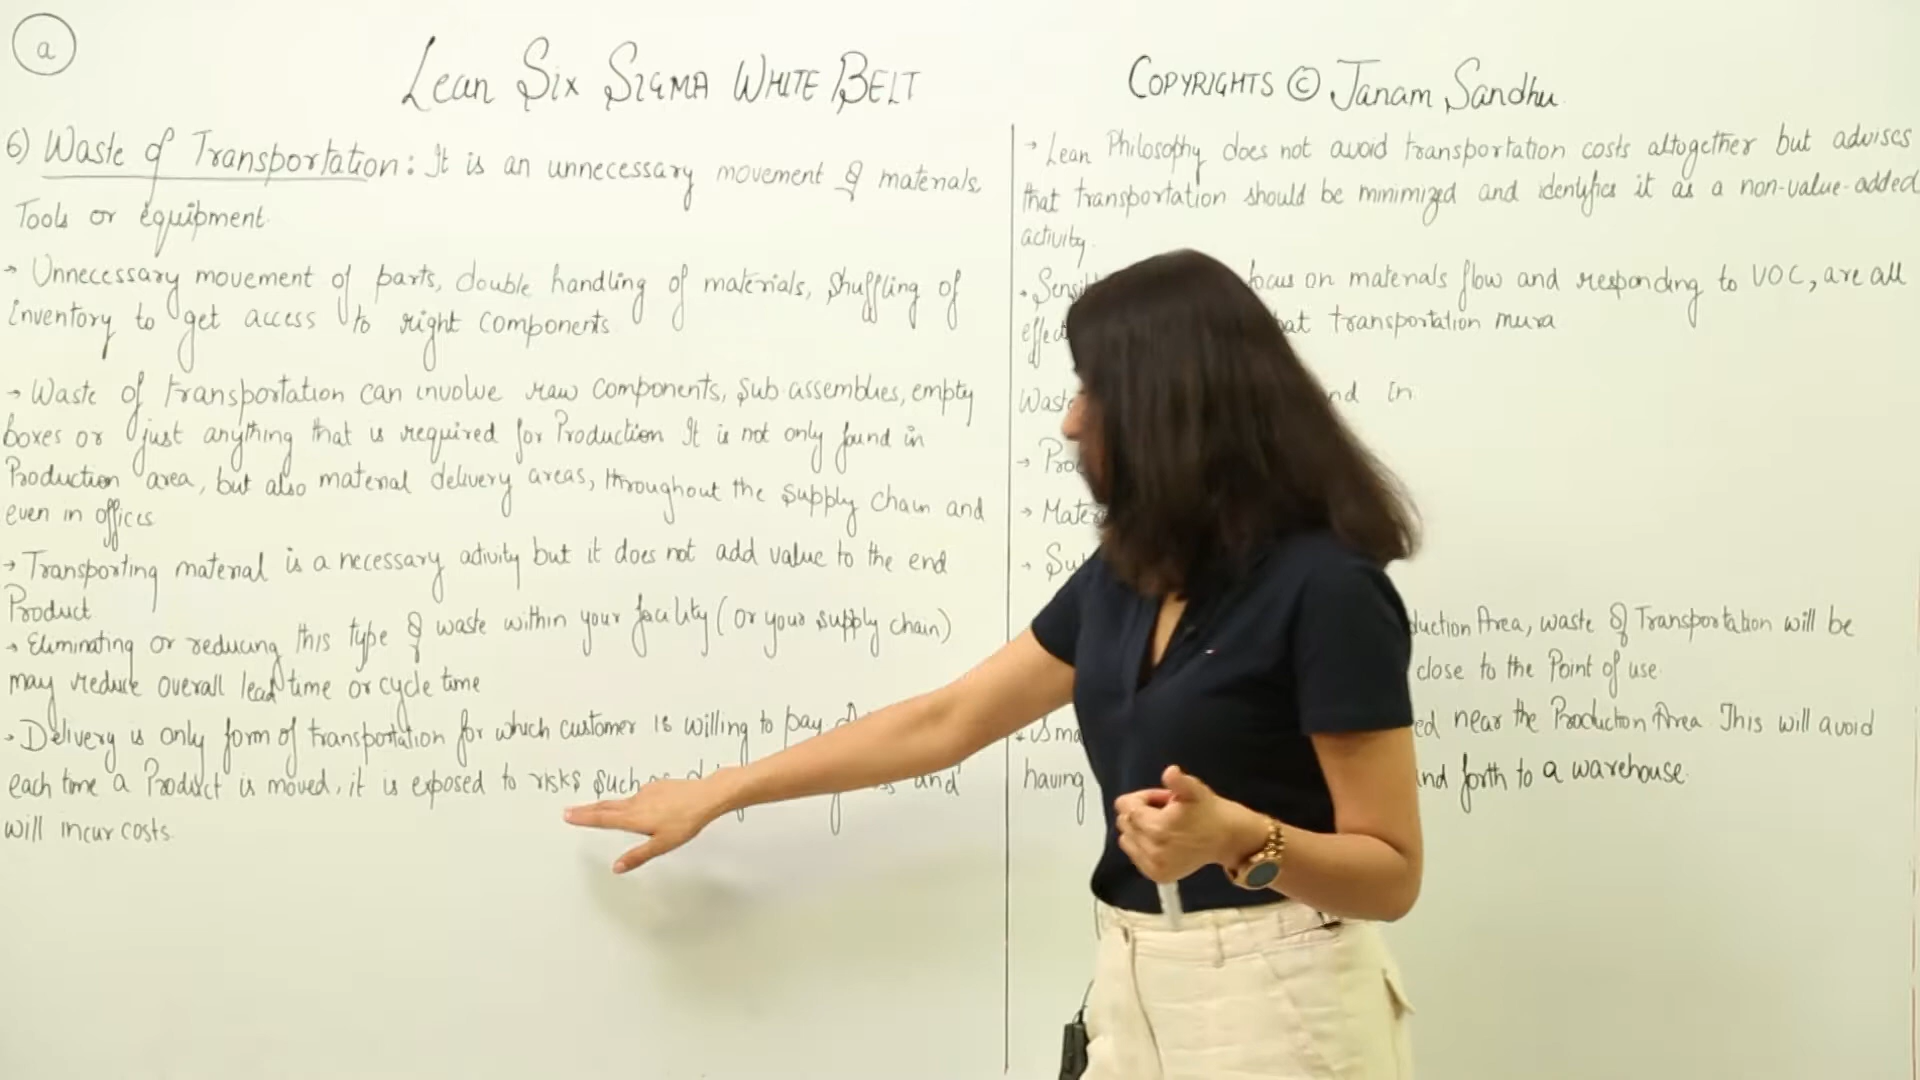 a
Lean Six Sigma White Belt
Copyrights © Janam Sandhu
6) Waste of Transportation: It is an unnecessary movement of materials,
Tools or equipment.
→ Unnecessary movement of parts, double handling of materials, shuffling of
inventory to get access to right components.
→ Waste of transportation can involve raw components, sub assemblies, empty
boxes or just anything that is required for Production It is not only found in
Production area, but also material delivery areas, throughout the supply chain and
even in offices
→ Transporting material is a necessary activity but it does not add value to the end
Product
→ Eliminating or reducing this type of waste within your facility (or your supply chain)
may reduce overall lead time or cycle time
→ Delivery is only form of transportation for which customer is willing to pay
each time a Product is moved, it is exposed to risks such and
will incur costs.
→ Lean Philosophy does not avoid transportation costs altogether but advises
that transportation should be minimized and identifies it as a non-value-added
activity.
focus on materials flow and responding to VOC, are all
transportation mura
in
Area, waste of Transportation will be
close to the Point of use.
near the Production Area. This will avoid
having forth to a warehouse.